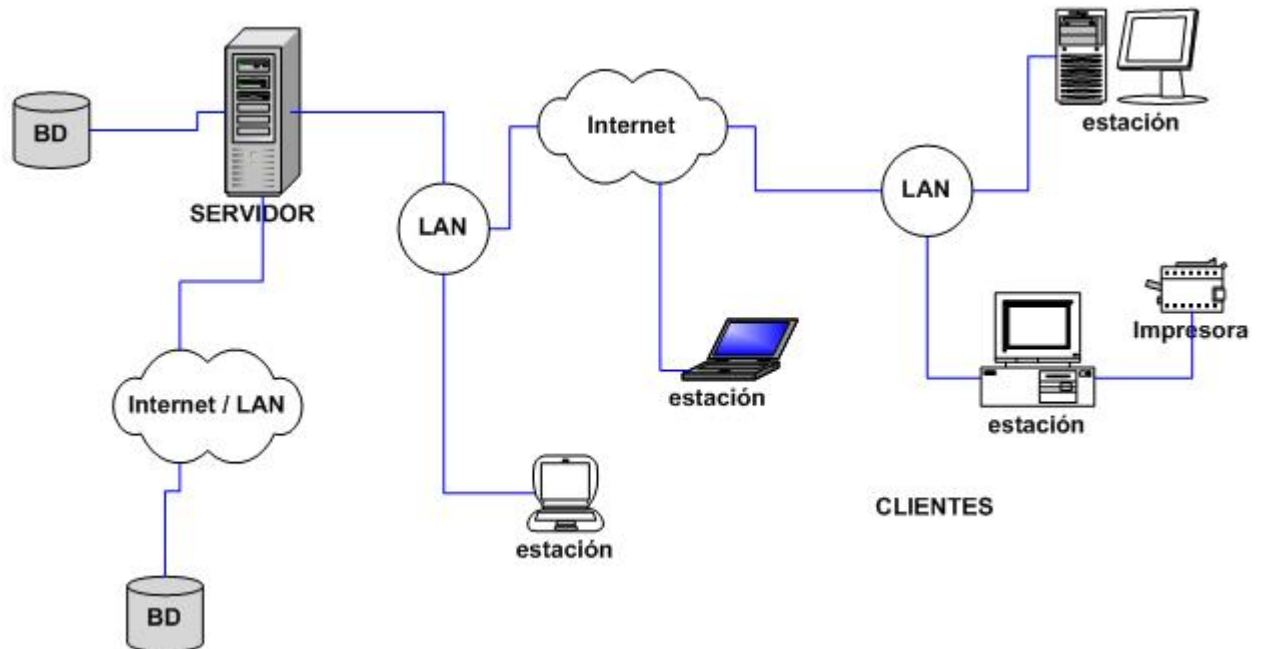 BD
SERVIDOR
Internet / LAN
BD
LAN
Internet
estación
estación
LAN
estación
Impresora
estación
CLIENTES